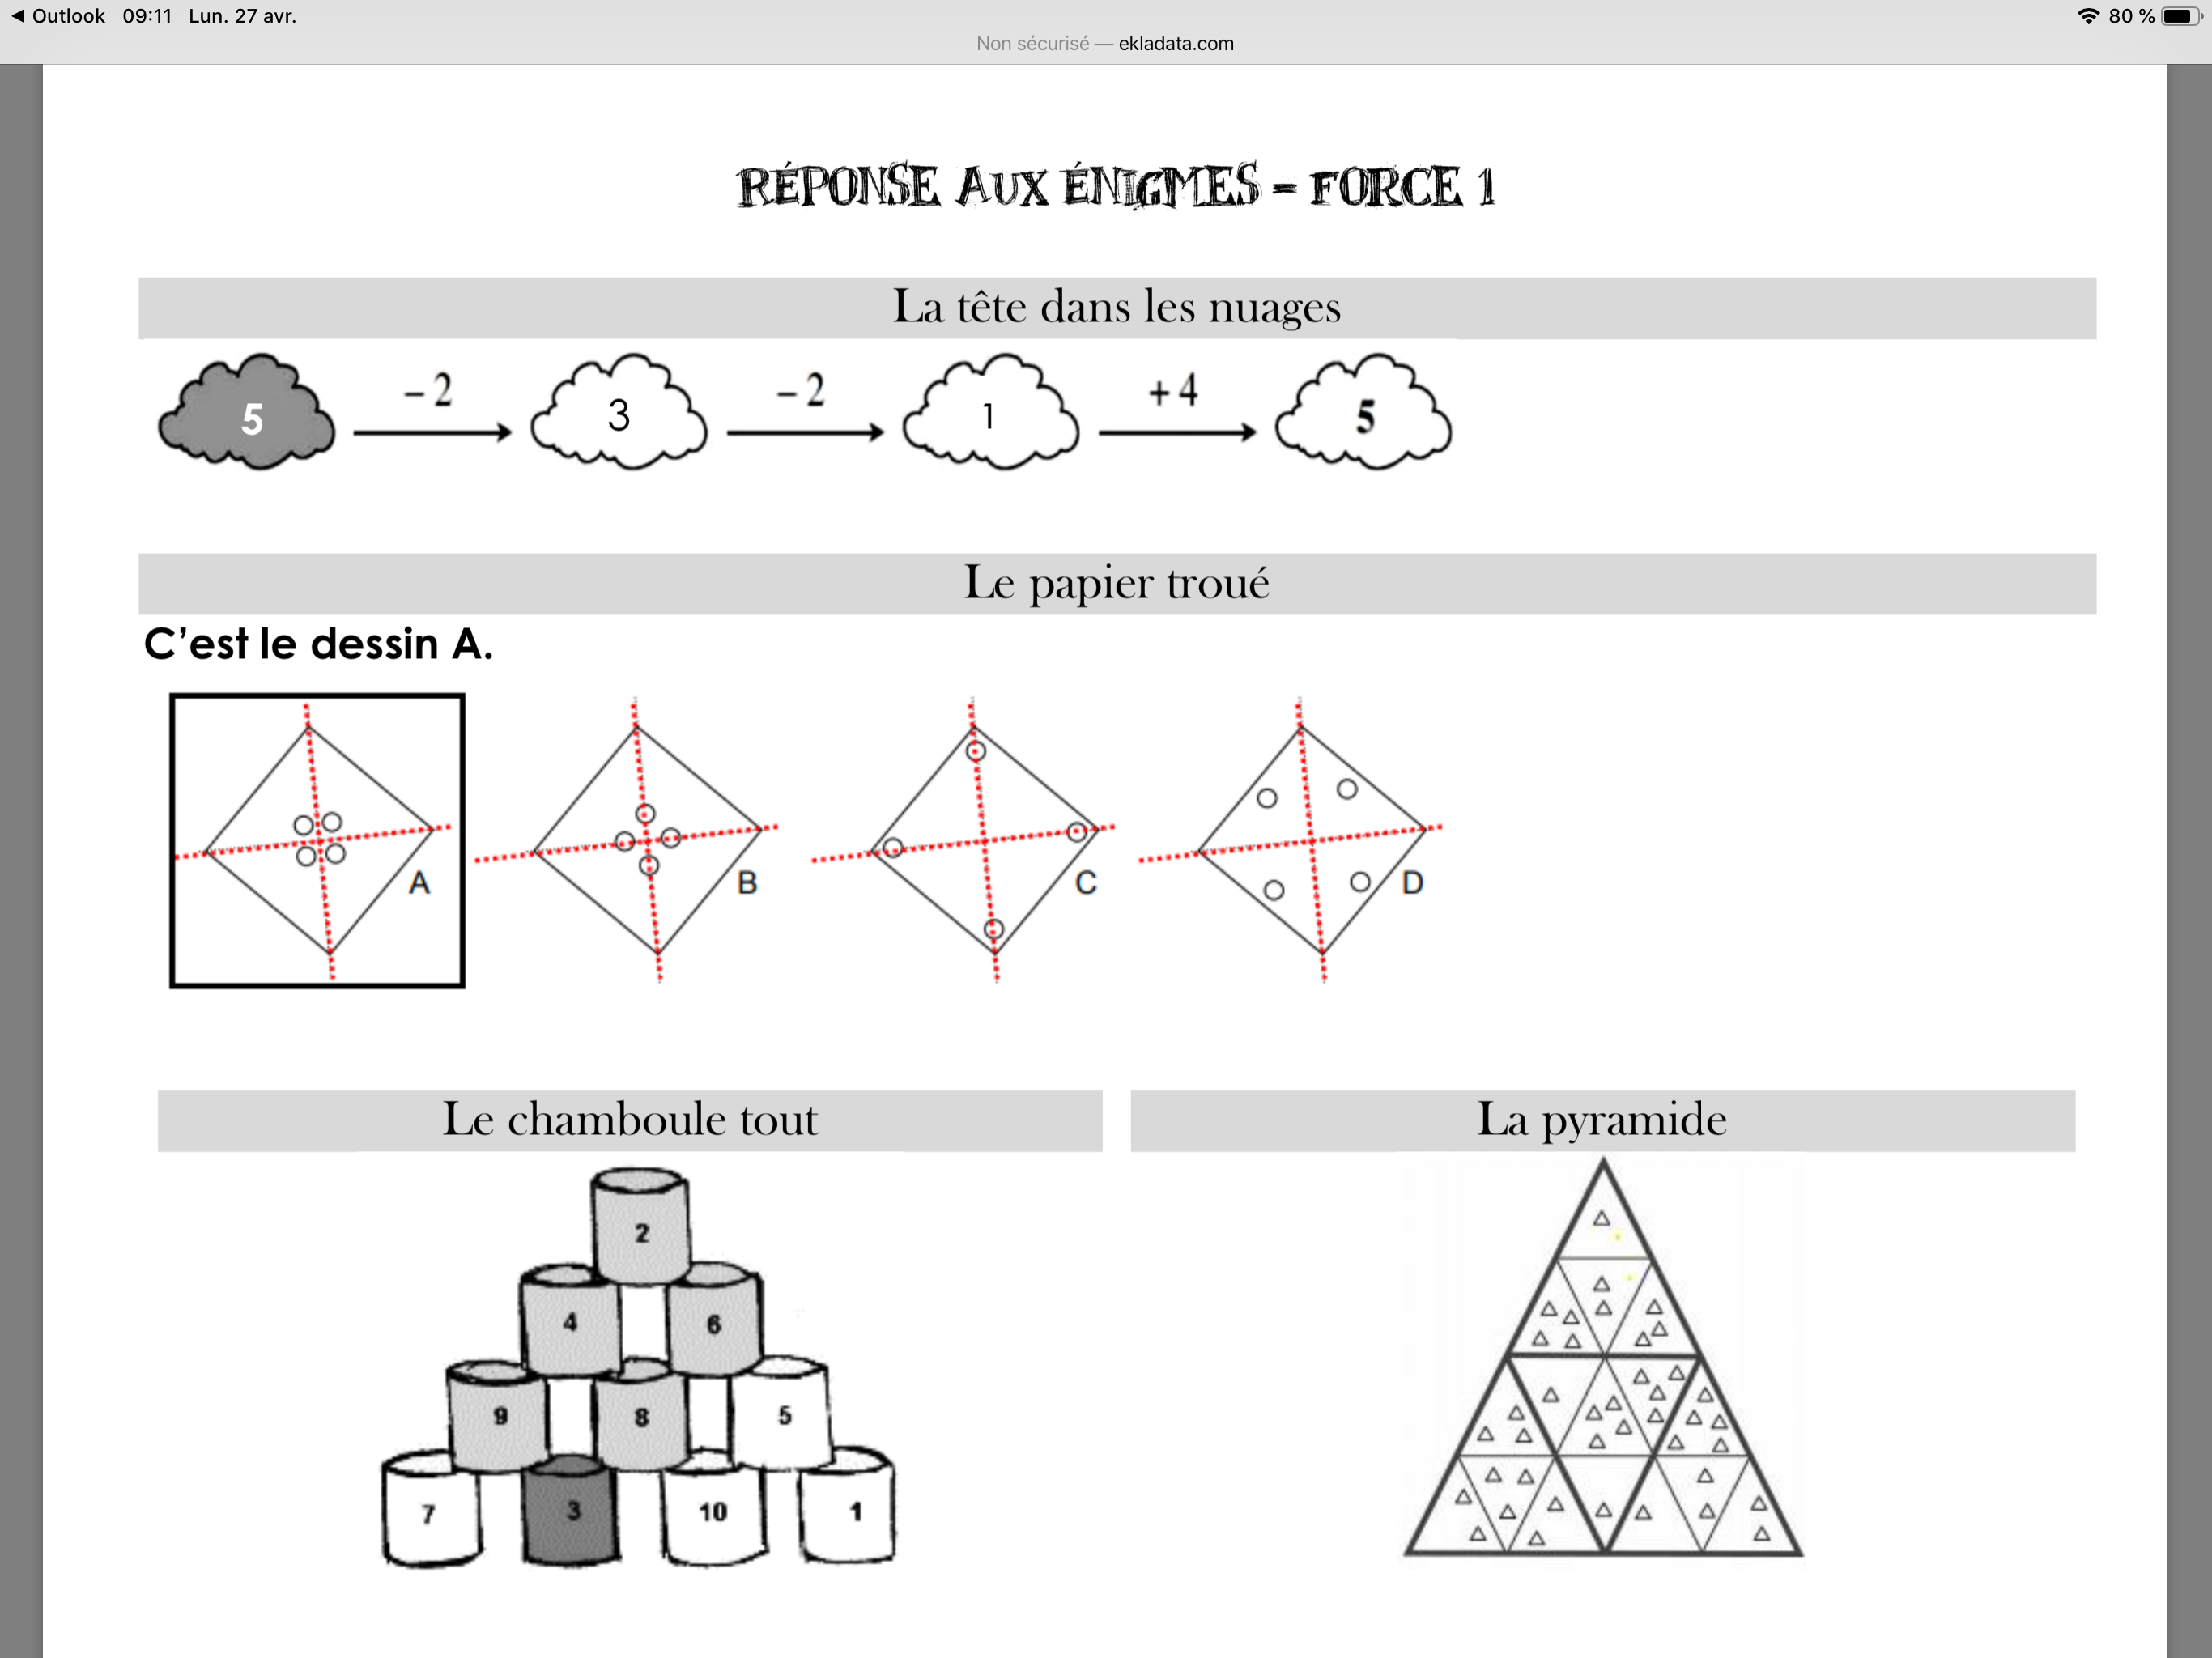 ◀ Outlook 09:11 Lun. 27 avr. 80 %
Non sécurisé — ekladata.com
RÉPONSE AUX ÉNIGMES – FORCE 1
La tête dans les nuages
5 – 2 3 – 2 1 + 4 5
Le papier troué
C’est le dessin A.
A B C D
Le chamboule tout La pyramide
2
4 6
9 8 5
7 3 10 1